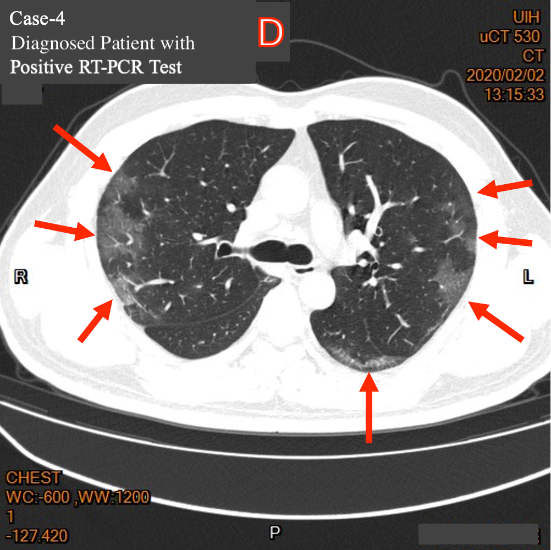 Case-4
Diagnosed Patient with
Positive RT-PCR Test
D
UIH
uCT 530
CT
2020/02/02
13:15:33
R
L
CHEST
WC:-600 ,WW:1200
1
-127.420
P